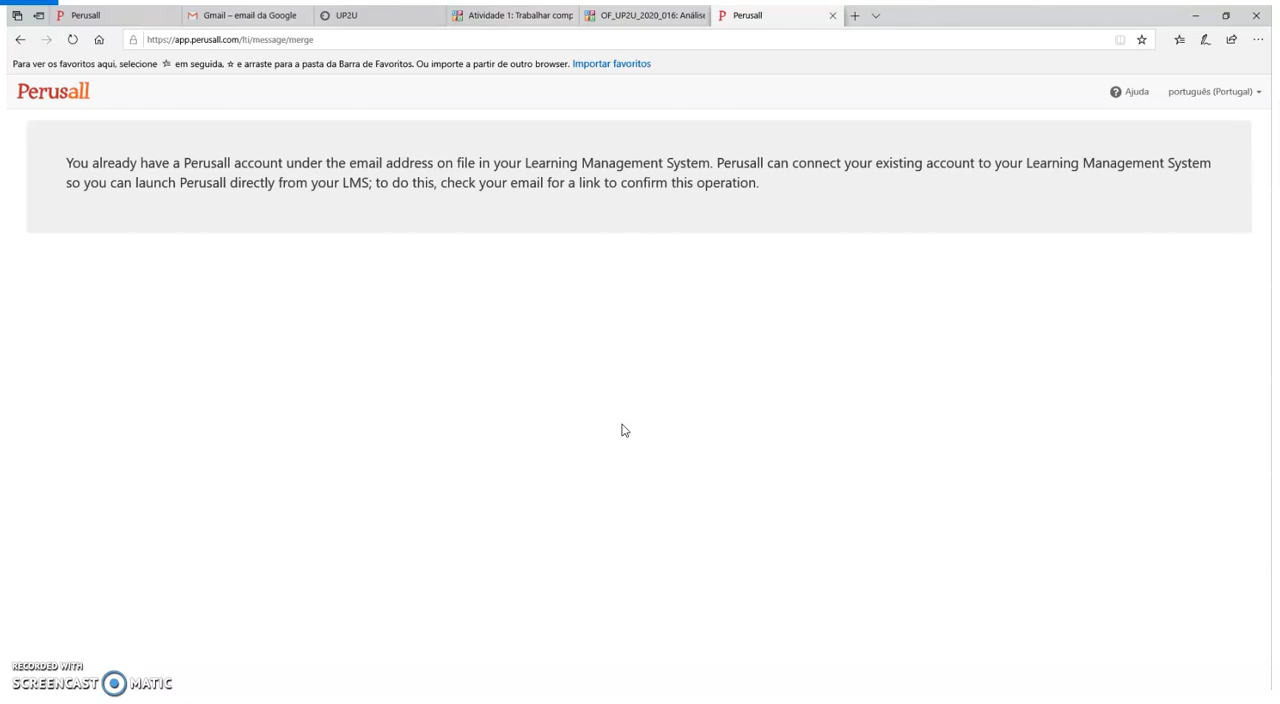 Perusall
Gmail – email da Google
UP2U
Atividade 1: Trabalhar comp
OF_UP2U_2020_016: Análise
Perusall
https://app.perusall.com/lti/message/merge
Para ver os favoritos aqui, selecione em seguida, e arraste para a pasta da Barra de Favoritos. Ou importe a partir de outro browser. Importar favoritos
Perusall
Ajuda
português (Portugal)
You already have a Perusall account under the email address on file in your Learning Management System. Perusall can connect your existing account to your Learning Management System
so you can launch Perusall directly from your LMS; to do this, check your email for a link to confirm this operation.
RECORDED WITH
SCREENCAST MATIC